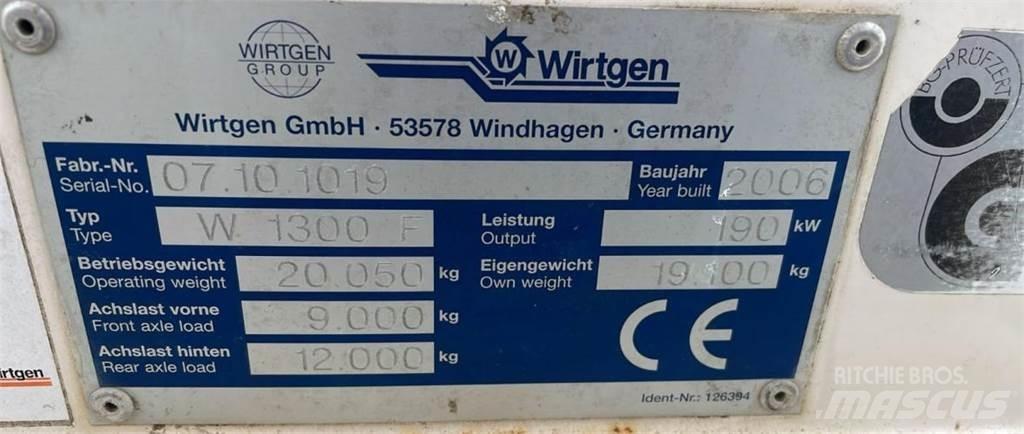 WIRTGEN
GROUP
W Wirtgen
Wirtgen GmbH · 53578 Windhagen · Germany
Fabr.-Nr.
Serial-No.
07.10.1019
Baujahr
Year built
2006
Typ
Type
W 1300 F
Leistung
Output
190 kW
Betriebsgewicht
Operating weight
20.050 kg
Eigengewicht
Own weight
19.100 kg
Achslast vorne
Front axle load
9.000 kg
Achslast hinten
Rear axle load
12.000 kg
CE
Ident-Nr.: 126394
BG-PRÜFZERT
irtgen
RITCHIE BROS.
MASCUS